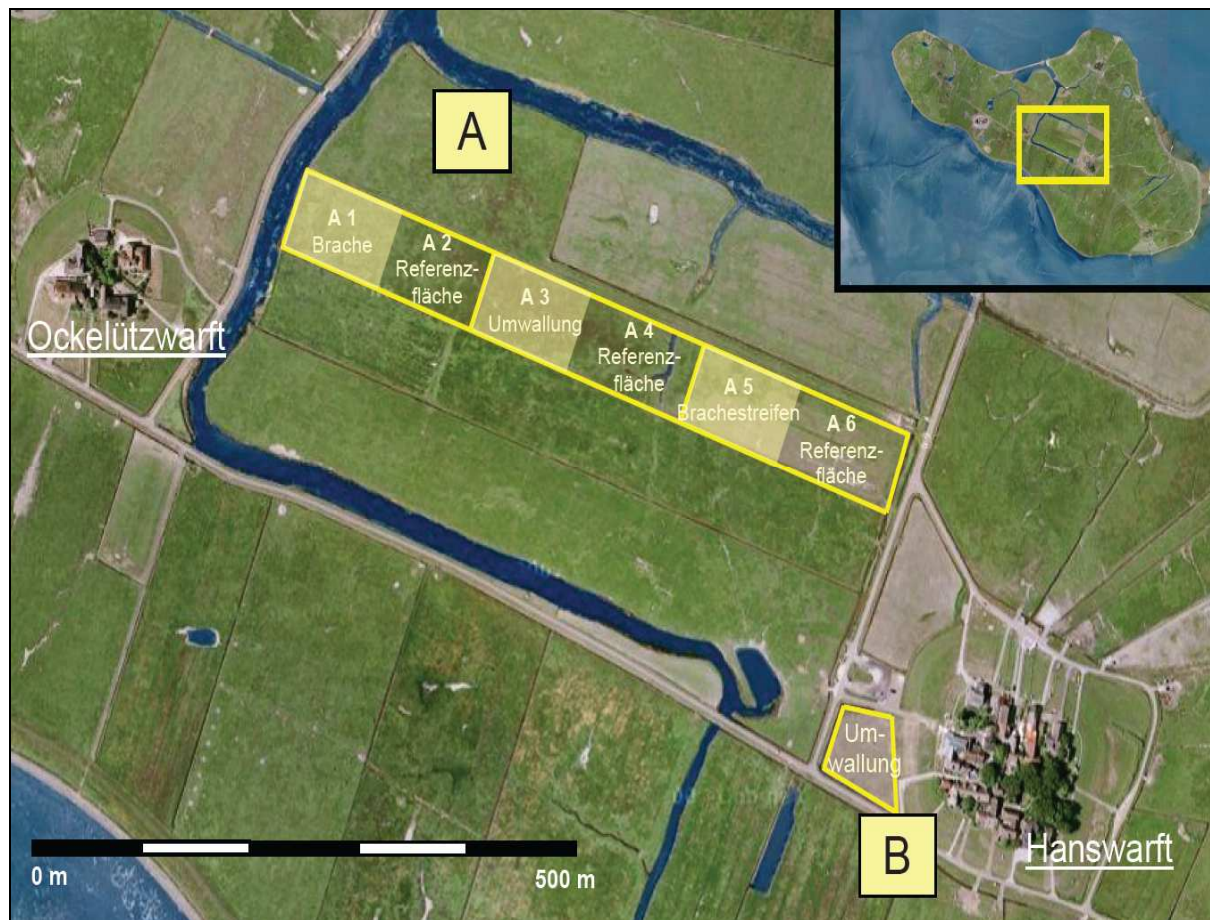 A
A 1
Brache
A 2
Referenz-
fläche
A 3
Umwallung
A 4
Referenz-
fläche
A 5
Brachestreifen
A 6
Referenz-
fläche
Ockelützwarft
Um-
wallung
B
Hanswarft
0 m
500 m